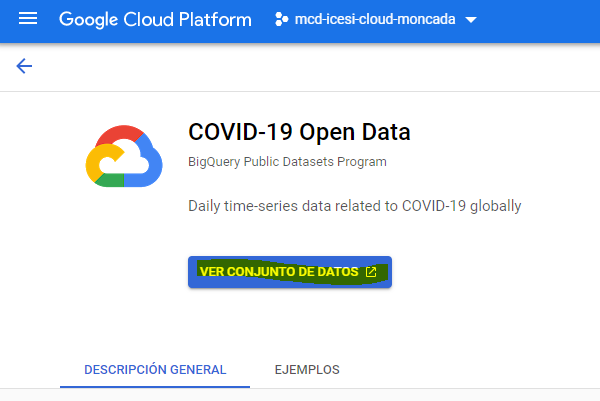 Google Cloud Platform mcd-icesi-cloud-moncada
COVID-19 Open Data
BigQuery Public Datasets Program
Daily time-series data related to COVID-19 globally
VER CONJUNTO DE DATOS
DESCRIPCIÓN GENERAL EJEMPLOS